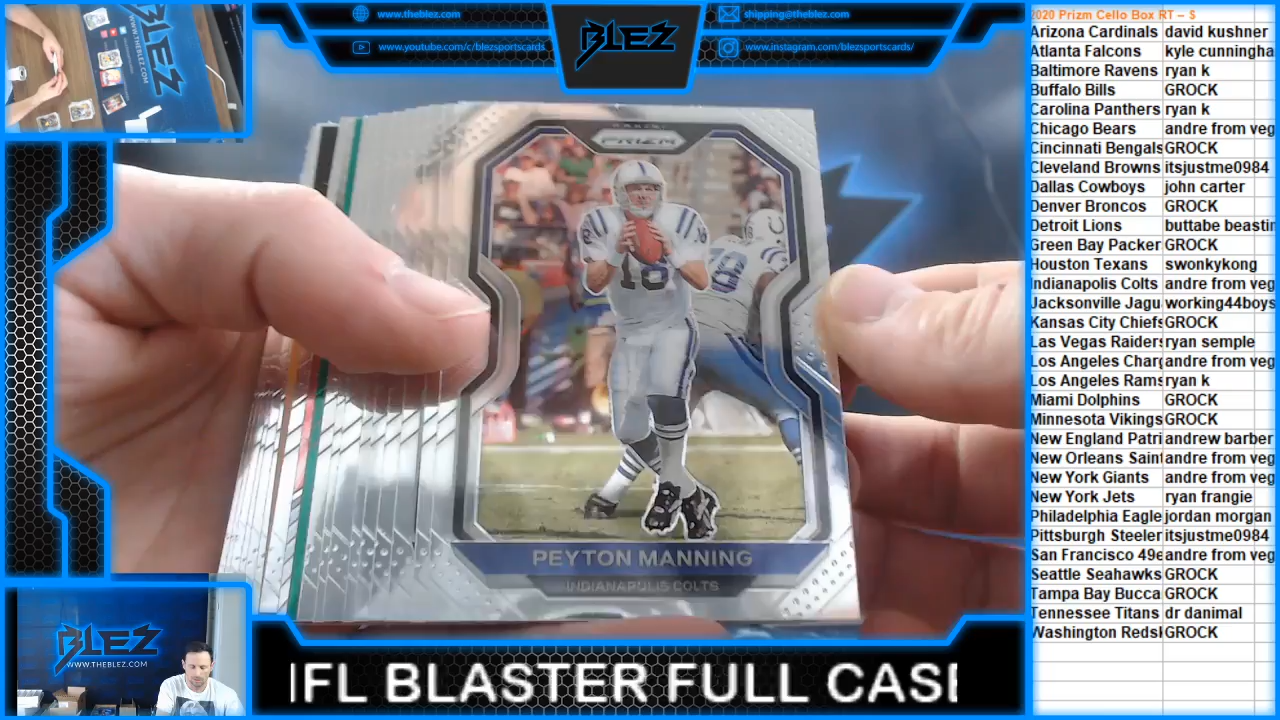 www.theblez.com
shipping@theblez.com
www.youtube.com/c/blezsportscards
www.instagram.com/blezsportscards/
BLEZ
PANINI
PRIZM
18
PEYTON MANNING
INDIANAPOLIS COLTS
BLEZ
WWW.THEBLEZ.COM
NFL BLASTER FULL CASE
2020 Prizm Cello Box RT – S
Arizona Cardinals david kushner
Atlanta Falcons kyle cunningha
Baltimore Ravens ryan k
Buffalo Bills GROCK
Carolina Panthers ryan k
Chicago Bears andre from veg
Cincinnati Bengals GROCK
Cleveland Browns itsjustme0984
Dallas Cowboys john carter
Denver Broncos GROCK
Detroit Lions buttabe beastin
Green Bay Packer GROCK
Houston Texans swonkykong
Indianapolis Colts andre from veg
Jacksonville Jagu working44boys
Kansas City Chiefs GROCK
Las Vegas Raiders ryan semple
Los Angeles Charg andre from veg
Los Angeles Rams ryan k
Miami Dolphins GROCK
Minnesota Vikings GROCK
New England Patri andrew barber
New Orleans Saint andre from veg
New York Giants andre from veg
New York Jets ryan frangie
Philadelphia Eagle jordan morgan
Pittsburgh Steeler itsjustme0984
San Francisco 49e andre from veg
Seattle Seahawks GROCK
Tampa Bay Bucca GROCK
Tennessee Titans dr danimal
Washington Redsk GROCK